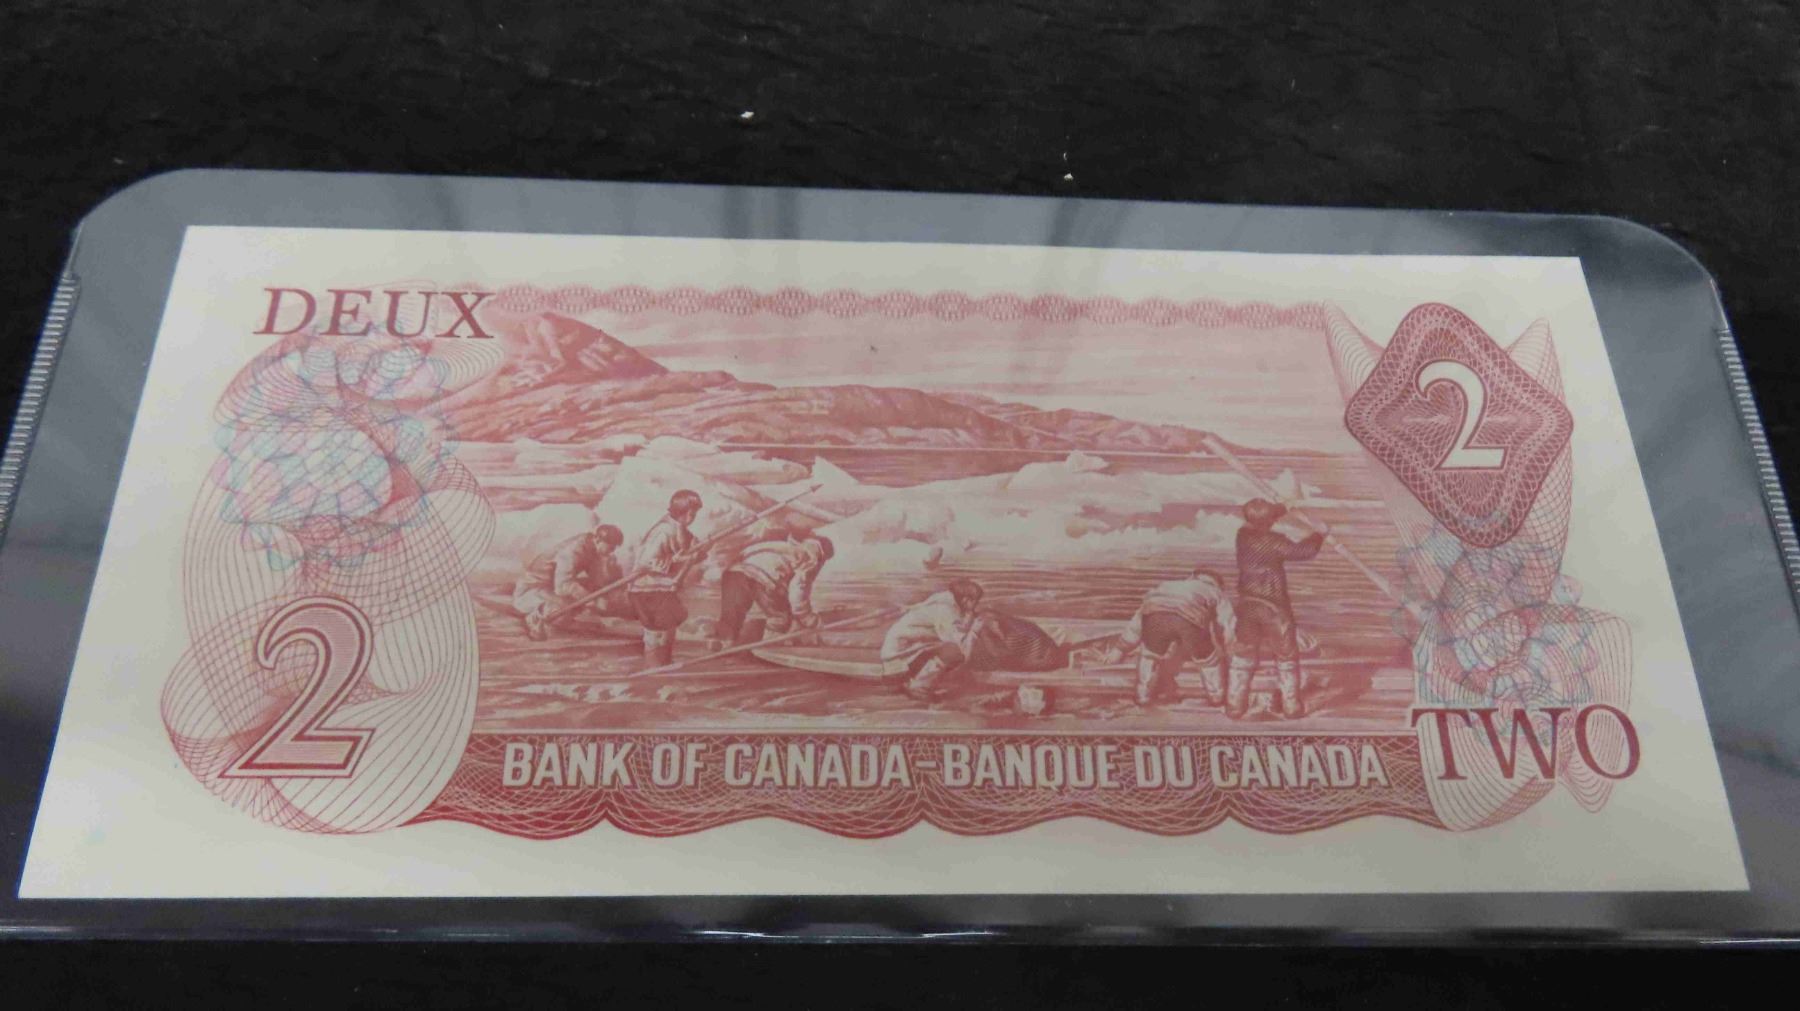 DEUX
2
2
BANK OF CANADA-BANQUE DU CANADA
TWO